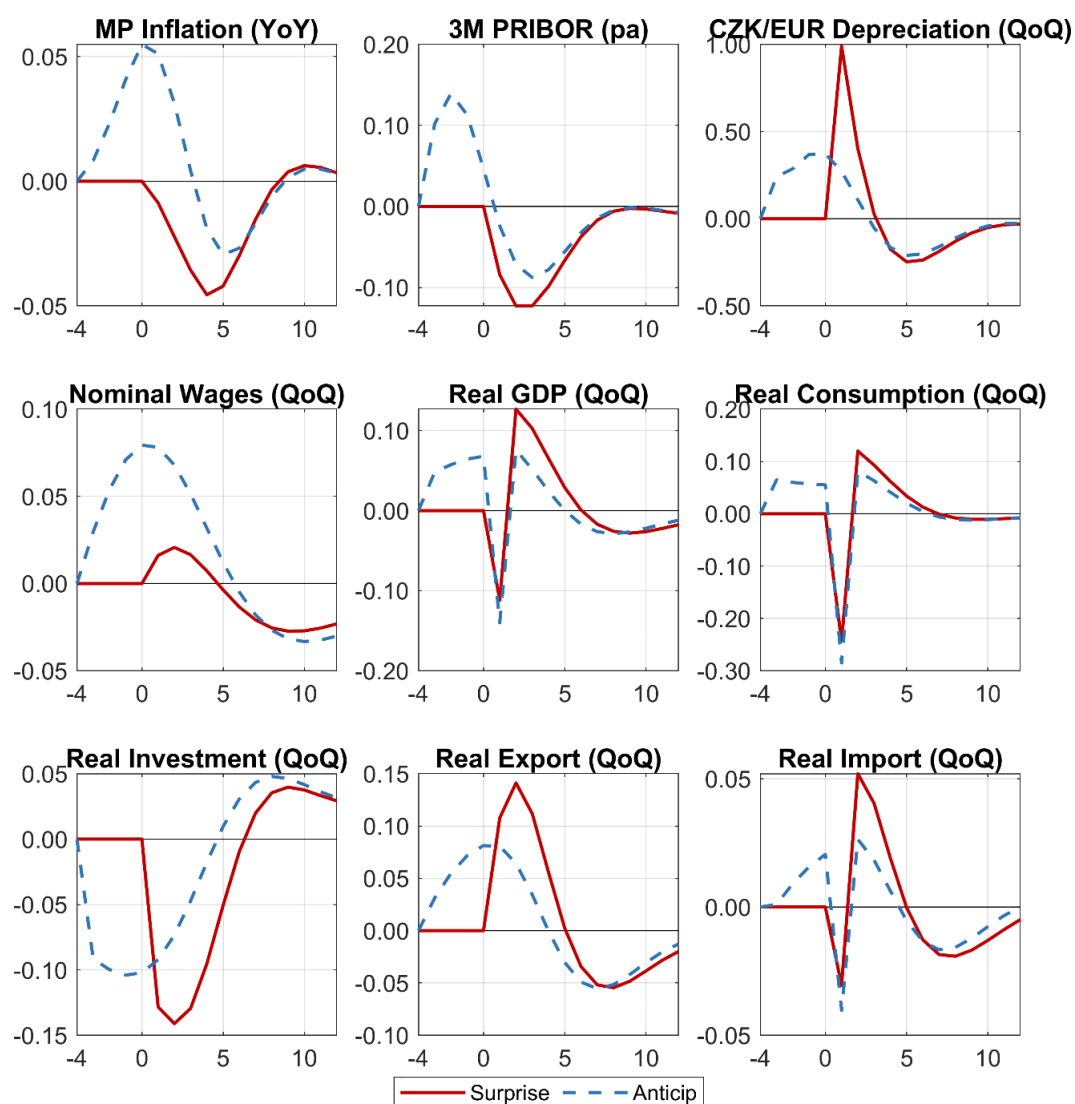 MP Inflation (YoY)
3M PRIBOR (pa)
CZK/EUR Depreciation (QoQ)
0.05
0.00
-0.05
-4 0 5 10
0.20
0.10
0.00
-0.10
-4 0 5 10
1.00
0.50
0.00
-0.50
-4 0 5 10
Nominal Wages (QoQ)
Real GDP (QoQ)
Real Consumption (QoQ)
0.10
0.05
0.00
-0.05
-4 0 5 10
0.10
0.00
-0.10
-0.20
-4 0 5 10
0.20
0.10
0.00
-0.10
-0.20
-0.30
-4 0 5 10
Real Investment (QoQ)
Real Export (QoQ)
Real Import (QoQ)
0.05
0.00
-0.05
-0.10
-0.15
-4 0 5 10
0.15
0.10
0.05
0.00
-0.05
-0.10
-4 0 5 10
0.05
0.00
-0.05
-4 0 5 10
Surprise Anticip